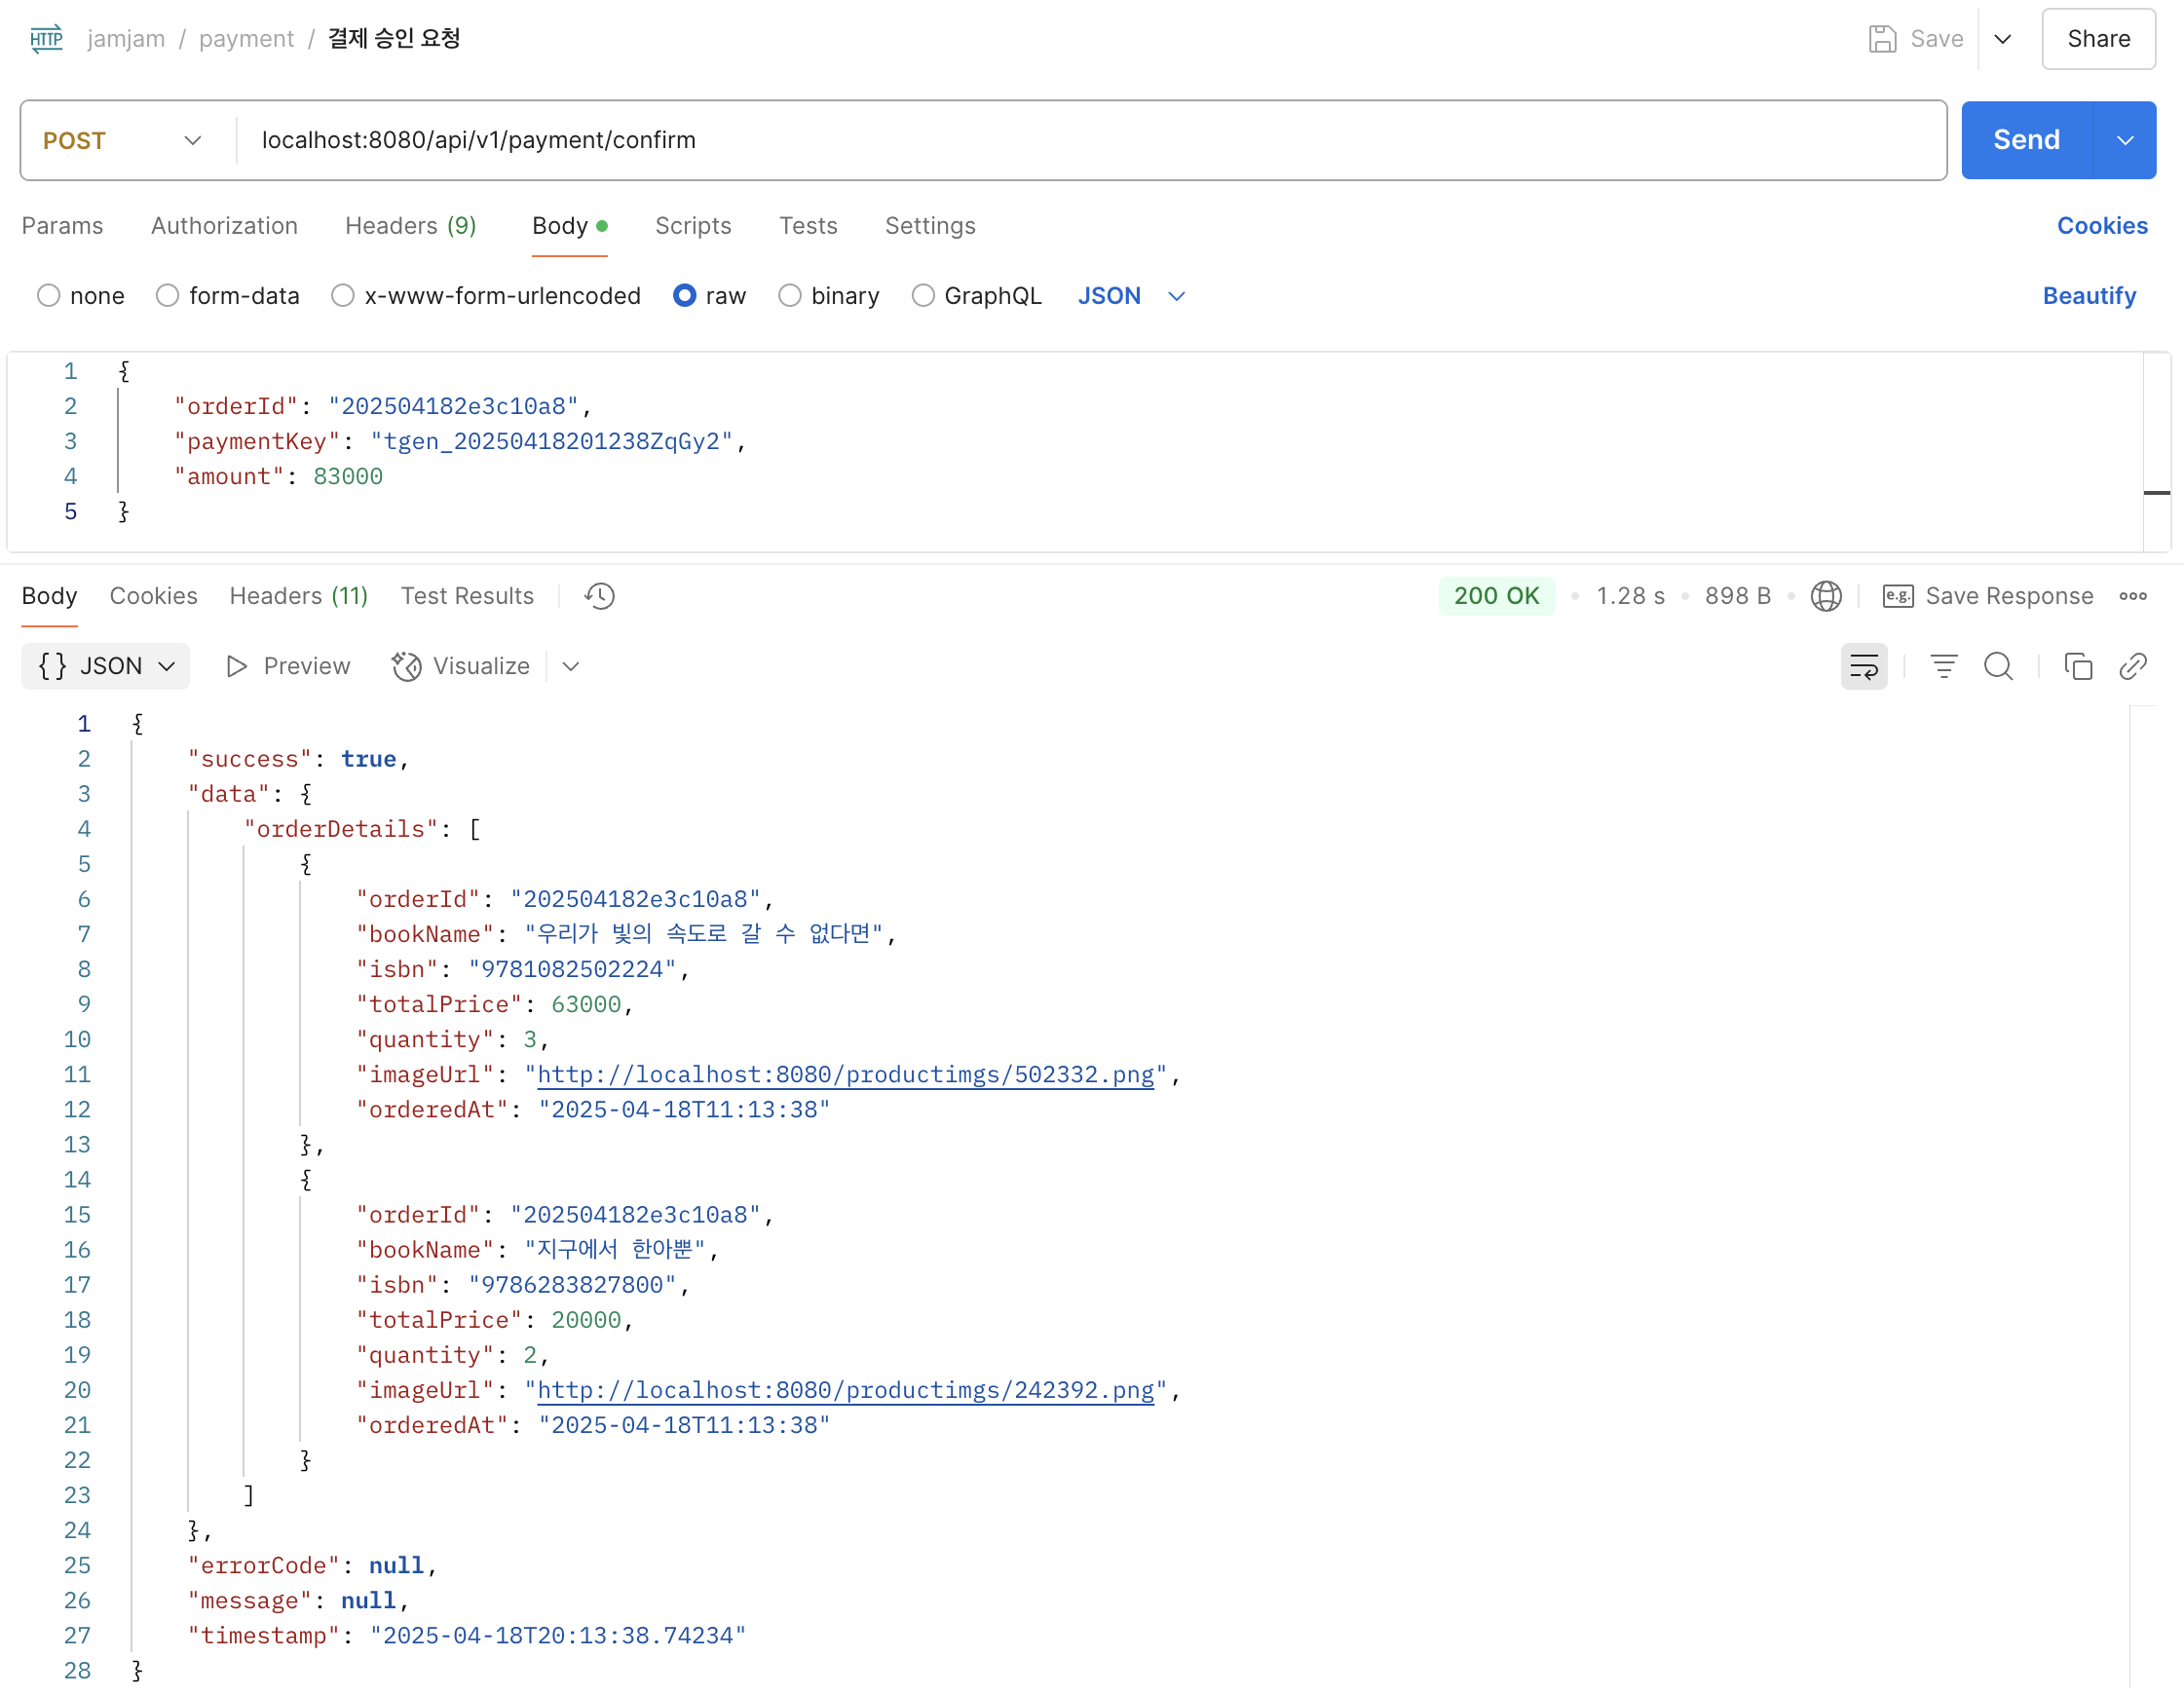 HTTP jamjam / payment / 결제 승인 요청 Save Share
POST localhost:8080/api/v1/payment/confirm Send
Params Authorization Headers (9) Body Scripts Tests Settings Cookies
none form-data x-www-form-urlencoded raw binary GraphQL JSON Beautify
1 {
2 "orderId": "202504182e3c10a8",
3 "paymentKey": "tgen_20250418201238ZqGy2",
4 "amount": 83000
5 }
Body Cookies Headers (11) Test Results 200 OK • 1.28 s • 898 B • e.g. Save Response
{} JSON Preview Visualize
1 {
2 "success": true,
3 "data": {
4 "orderDetails": [
5 {
6 "orderId": "202504182e3c10a8",
7 "bookName": "우리가 빛의 속도로 갈 수 없다면",
8 "isbn": "9781082502224",
9 "totalPrice": 63000,
10 "quantity": 3,
11 "imageUrl": "http://localhost:8080/productimgs/502332.png",
12 "orderedAt": "2025-04-18T11:13:38"
13 },
14 {
15 "orderId": "202504182e3c10a8",
16 "bookName": "지구에서 한아뿐",
17 "isbn": "9786283827800",
18 "totalPrice": 20000,
19 "quantity": 2,
20 "imageUrl": "http://localhost:8080/productimgs/242392.png",
21 "orderedAt": "2025-04-18T11:13:38"
22 }
23 ]
24 },
25 "errorCode": null,
26 "message": null,
27 "timestamp": "2025-04-18T20:13:38.74234"
28 }